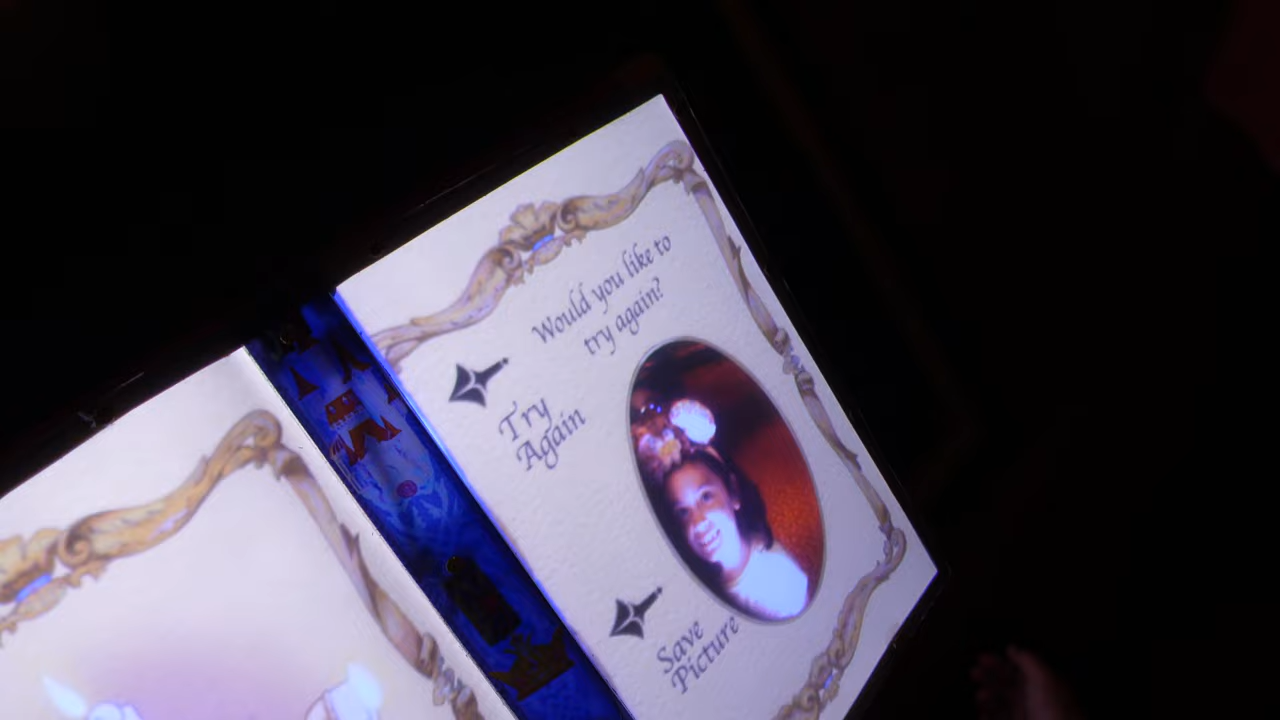 Would you like to
try again?
Try
Again
Save
Picture